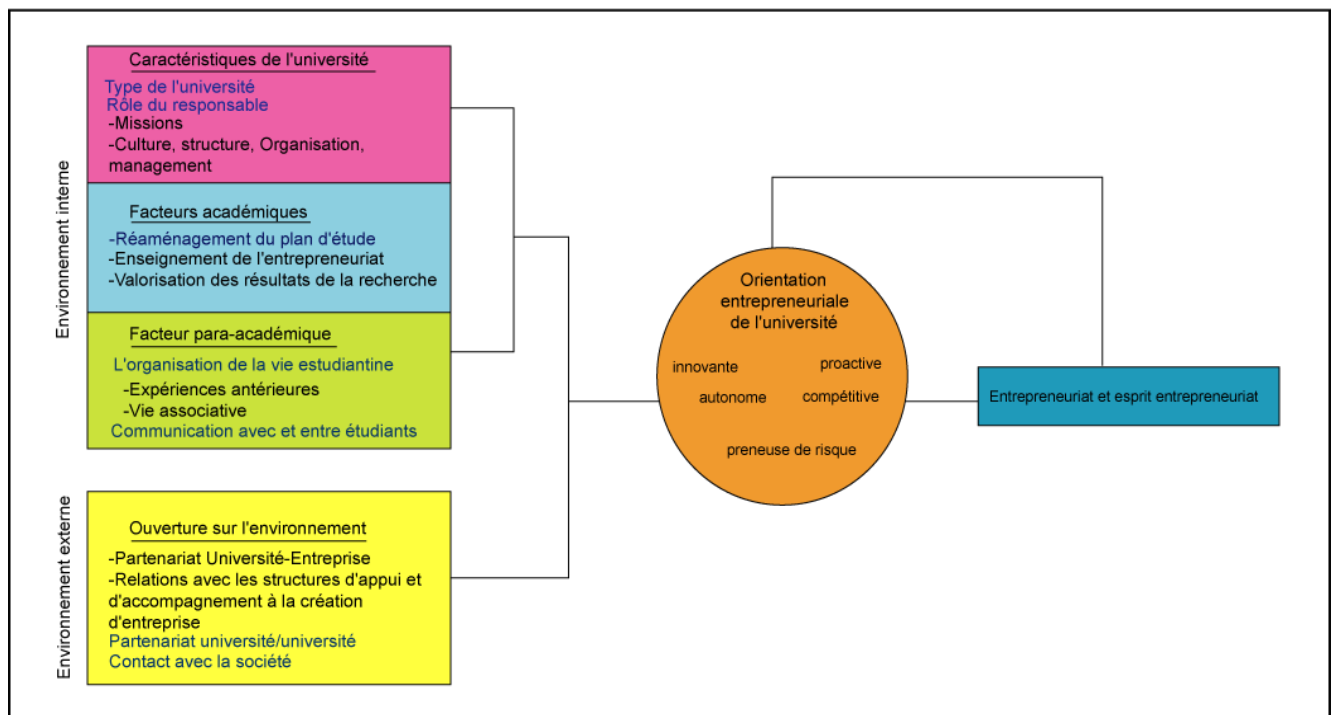 Environnement interne
Caractéristiques de l'université
Type de l'université
Rôle du responsable
-Missions
-Culture, structure, Organisation,
management
Facteurs académiques
-Réaménagement du plan d'étude
-Enseignement de l'entrepreneuriat
-Valorisation des résultats de la recherche
Facteur para-académique
L'organisation de la vie estudiantine
-Expériences antérieures
-Vie associative
Communication avec et entre étudiants
Environnement externe
Ouverture sur l'environnement
-Partenariat Université-Entreprise
-Relations avec les structures d'appui et
d'accompagnement à la création
d'entreprise
Partenariat université/université
Contact avec la société
Orientation
entrepreneuriale
de l'université
innovante
proactive
autonome
compétitive
preneuse de risque
Entrepreneuriat et esprit entrepreneuriat